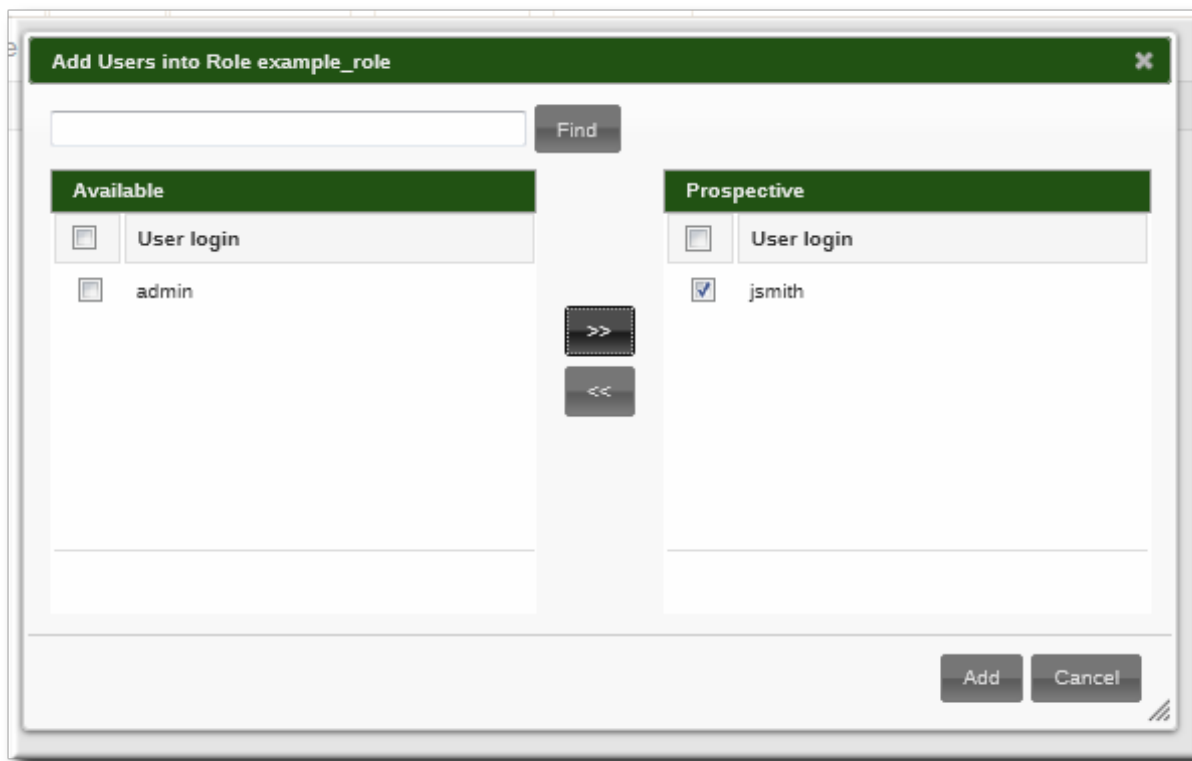 e
Add Users into Role example_role
Find
Available
User login
admin
>>
<<
Prospective
User login
jsmith
Add Cancel